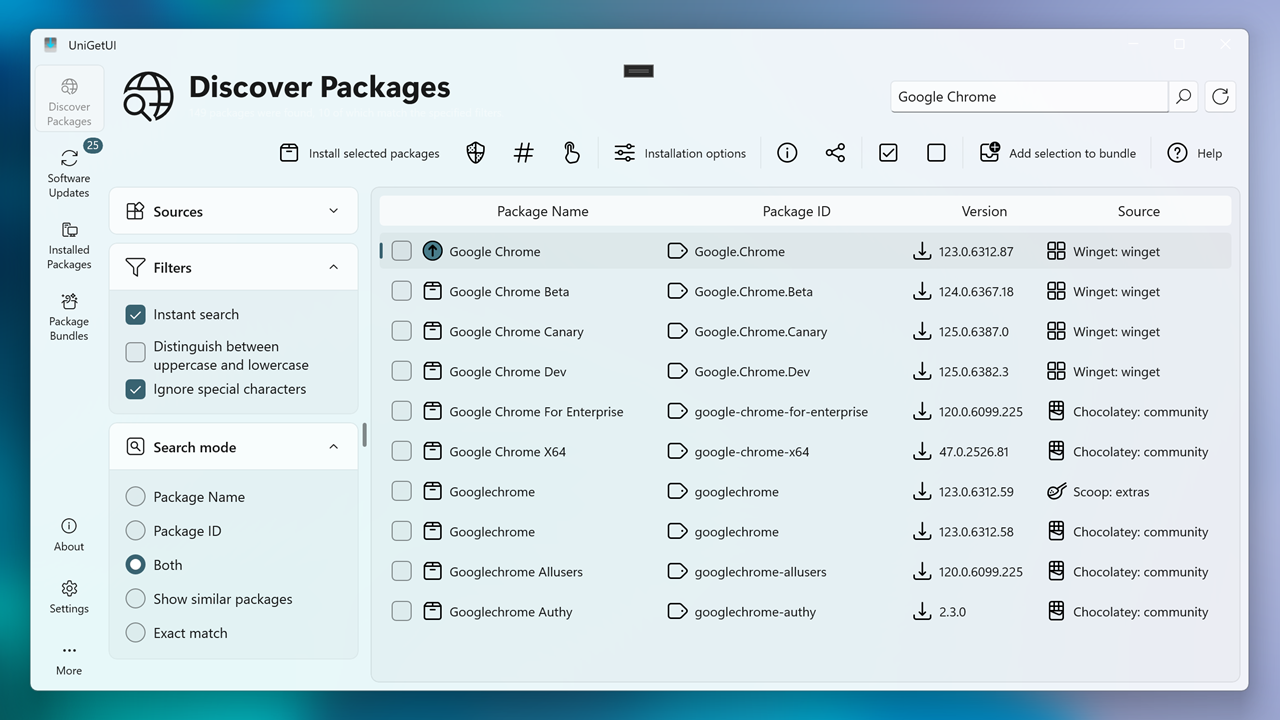 UniGetUI
Discover Packages
Google Chrome
Discover
Packages
25
Software
Updates
Installed
Packages
Package
Bundles
About
Settings
More
Install selected packages
Installation options
Add selection to bundle
Help
Sources
Filters
Instant search
Distinguish between
uppercase and lowercase
Ignore special characters
Search mode
Package Name
Package ID
Both
Show similar packages
Exact match
Package Name Package ID Version Source
Google Chrome Google.Chrome 123.0.6312.87 Winget: winget
Google Chrome Beta Google.Chrome.Beta 124.0.6367.18 Winget: winget
Google Chrome Canary Google.Chrome.Canary 125.0.6387.0 Winget: winget
Google Chrome Dev Google.Chrome.Dev 125.0.6382.3 Winget: winget
Google Chrome For Enterprise google-chrome-for-enterprise 120.0.6099.225 Chocolatey: community
Google Chrome X64 google-chrome-x64 47.0.2526.81 Chocolatey: community
Googlechrome googlechrome 123.0.6312.59 Scoop: extras
Googlechrome googlechrome 123.0.6312.58 Chocolatey: community
Googlechrome Allusers googlechrome-allusers 120.0.6099.225 Chocolatey: community
Googlechrome Authy googlechrome-authy 2.3.0 Chocolatey: community